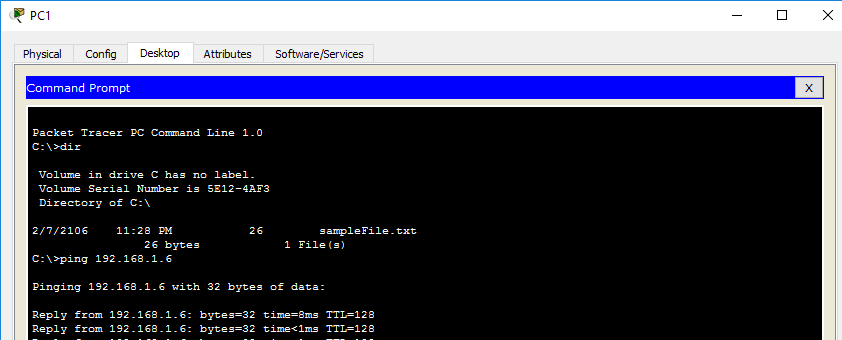 PC1
Physical Config Desktop Attributes Software/Services
Command Prompt X
Packet Tracer PC Command Line 1.0
C:\>dir
Volume in drive C has no label.
Volume Serial Number is 5E12-4AF3
Directory of C:\
2/7/2106 11:28 PM 26 sampleFile.txt
26 bytes 1 File(s)
C:\>ping 192.168.1.6
Pinging 192.168.1.6 with 32 bytes of data:
Reply from 192.168.1.6: bytes=32 time=8ms TTL=128
Reply from 192.168.1.6: bytes=32 time<1ms TTL=128